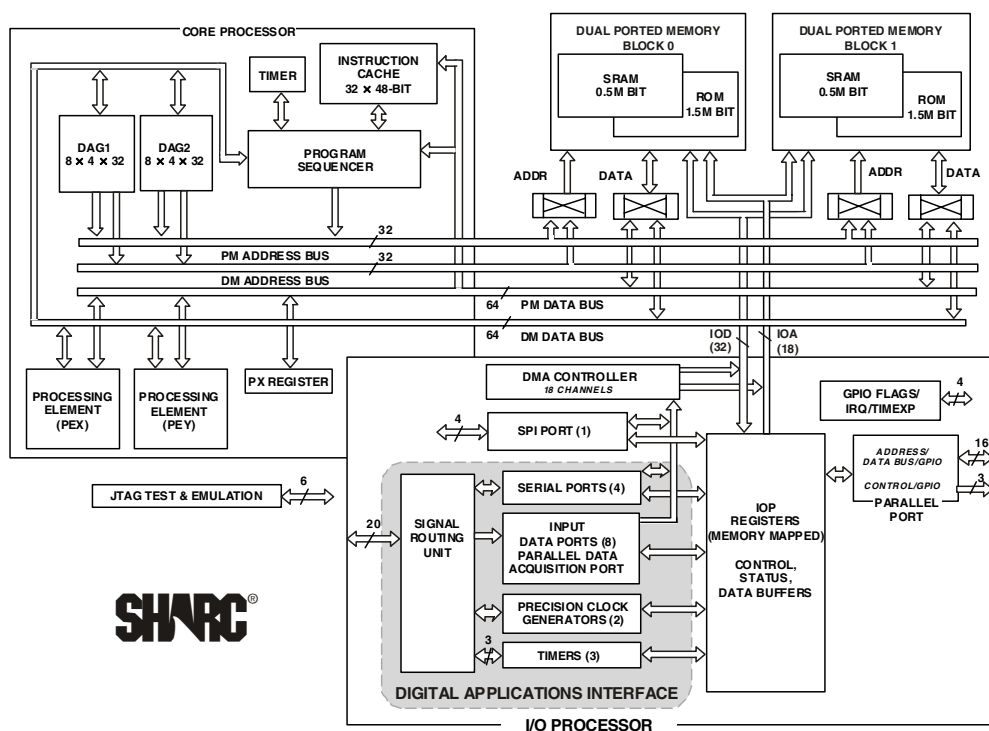 CORE PROCESSOR
TIMER
INSTRUCTION
CACHE
32 × 48-BIT
DAG1
8 × 4 × 32
DAG2
8 × 4 × 32
PROGRAM
SEQUENCER
DUAL PORTED MEMORY
BLOCK 0
SRAM
0.5M BIT
ROM
1.5M BIT
DUAL PORTED MEMORY
BLOCK 1
SRAM
0.5M BIT
ROM
1.5M BIT
ADDR
DATA
ADDR
DATA
32
PM ADDRESS BUS
32
DM ADDRESS BUS
64
PM DATA BUS
64
DM DATA BUS
IOD
(32)
IOA
(18)
PROCESSING
ELEMENT
(PEX)
PROCESSING
ELEMENT
(PEY)
PX REGISTER
DMA CONTROLLER
18 CHANNELS
GPIO FLAGS/
IRQ/TIMEXP
4
4
SPI PORT (1)
ADDRESS/
DATA BUS/GPIO
CONTROL/GPIO
PARALLEL
PORT
16
3
JTAG TEST & EMULATION
6
20
SIGNAL
ROUTING
UNIT
SERIAL PORTS (4)
INPUT
DATA PORTS (8)
PARALLEL DATA
ACQUISITION PORT
PRECISION CLOCK
GENERATORS (2)
3
TIMERS (3)
IOP
REGISTERS
(MEMORY MAPPED)
CONTROL,
STATUS,
DATA BUFFERS
DIGITAL APPLICATIONS INTERFACE
I/O PROCESSOR
SHARC®